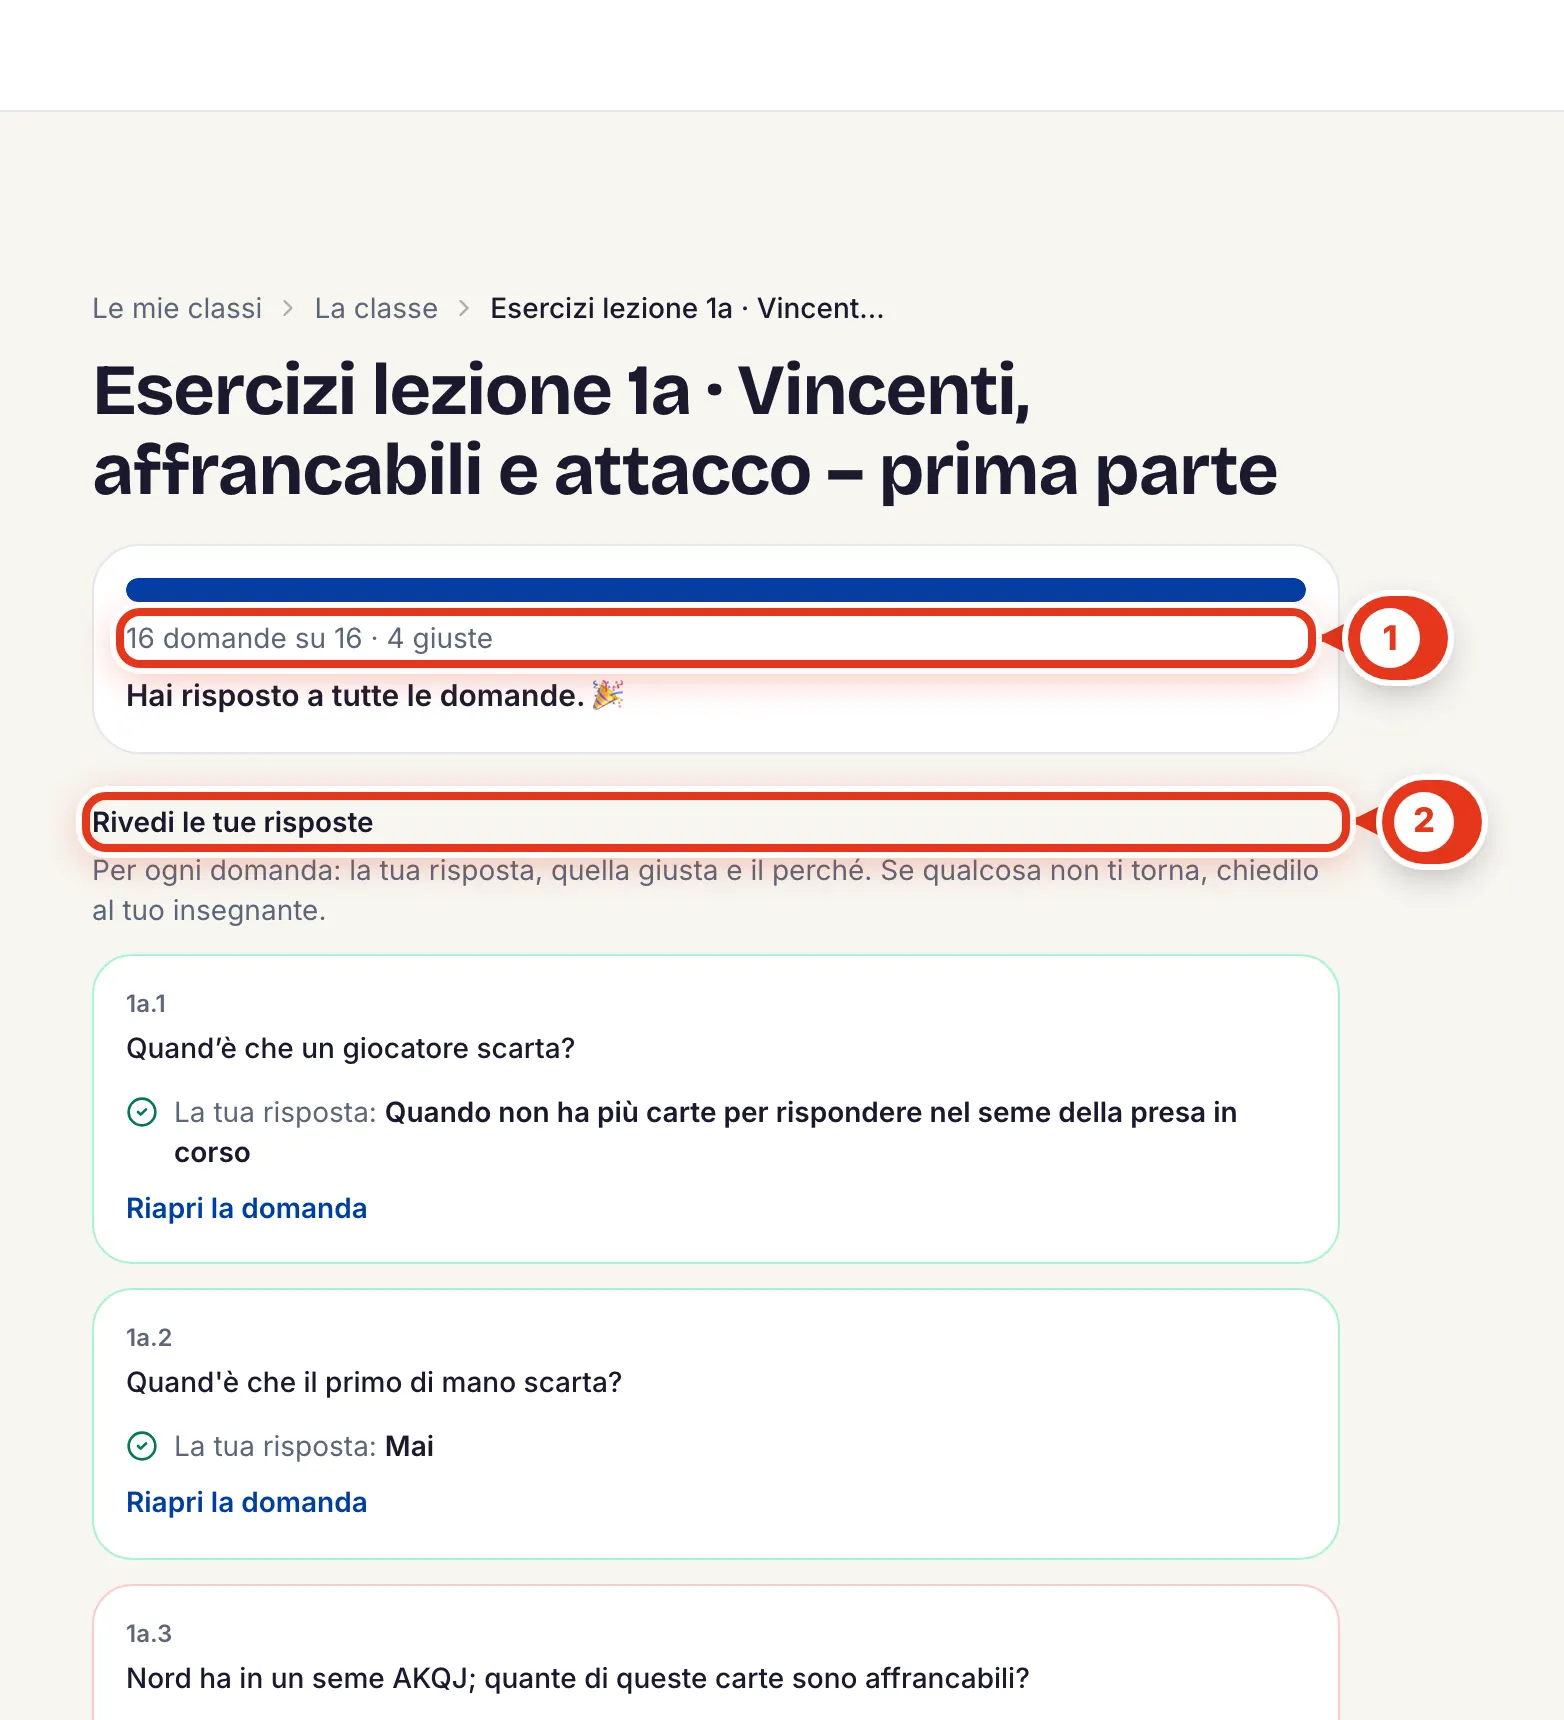 Le mie classi > La classe > Esercizi lezione 1a · Vincent...
Esercizi lezione 1a · Vincenti,
affrancabili e attacco – prima parte
16 domande su 16 · 4 giuste
1
Hai risposto a tutte le domande. 🎉
Rivedi le tue risposte
2
Per ogni domanda: la tua risposta, quella giusta e il perché. Se qualcosa non ti torna, chiedilo
al tuo insegnante.
1a.1
Quand’è che un giocatore scarta?
La tua risposta: Quando non ha più carte per rispondere nel seme della presa in
corso
Riapri la domanda
1a.2
Quand'è che il primo di mano scarta?
La tua risposta: Mai
Riapri la domanda
1a.3
Nord ha in un seme AKQJ; quante di queste carte sono affrancabili?